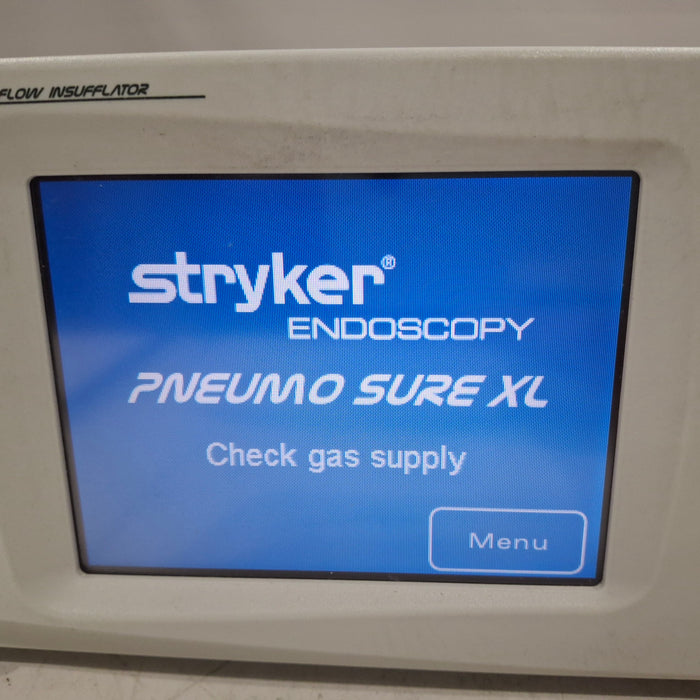 FLOW INSUFFLATOR
stryker®
ENDOSCOPY
PNEUMO SURE XL
Check gas supply
Menu